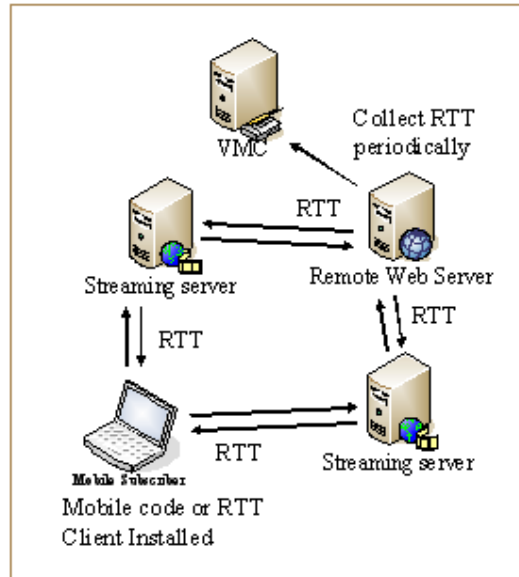 Collect RTT
periodically
VMC
RTT
Streaming server
Remote Web Server
RTT
RTT
RTT
Streaming server
Mobile Subscriber
Mobile code or RTT
Client Installed